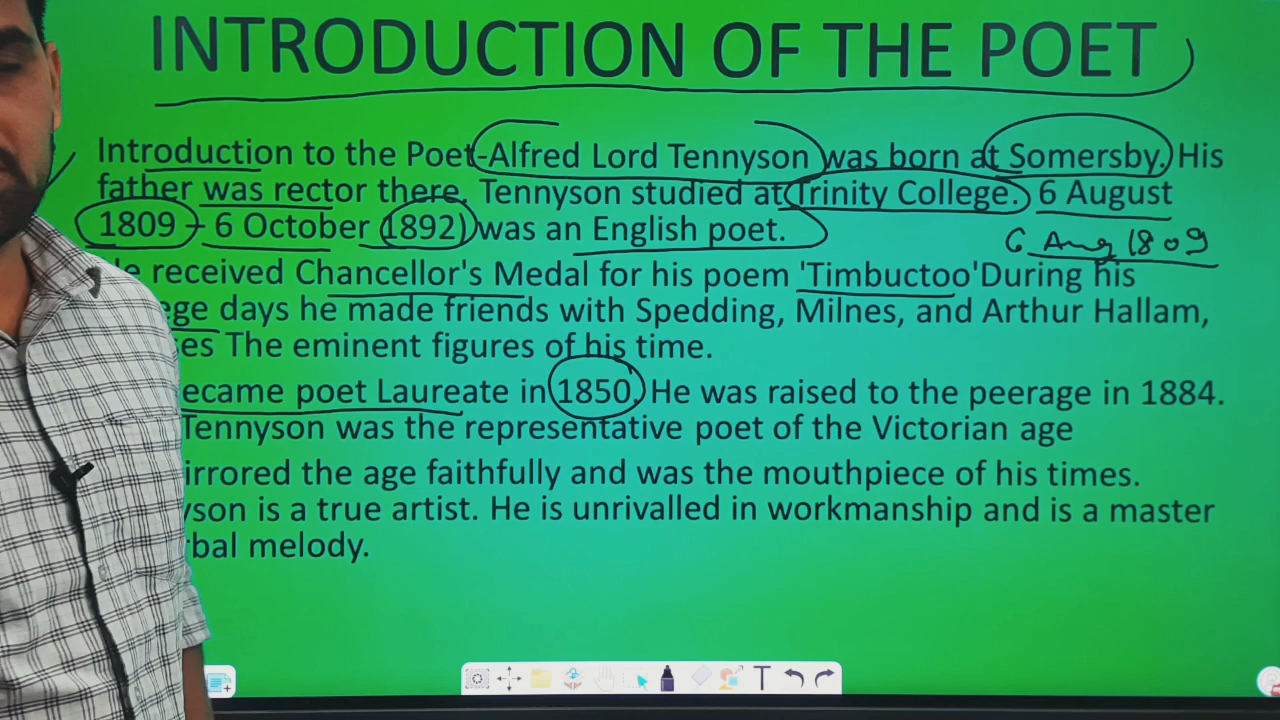 INTRODUCTION OF THE POET
Introduction to the Poet-Alfred Lord Tennyson was born at Somersby. His
father was rector there. Tennyson studied at Trinity College. 6 August
1809 – 6 October 1892) was an English poet.
6 Aug 1809
received Chancellor's Medal for his poem 'Timbuctoo'During his
days he made friends with Spedding, Milnes, and Arthur Hallam,
The eminent figures of his time.
poet Laureate in 1850. He was raised to the peerage in 1884.
Tennyson was the representative poet of the Victorian age
the age faithfully and was the mouthpiece of his times.
is a true artist. He is unrivalled in workmanship and is a master
melody.
T